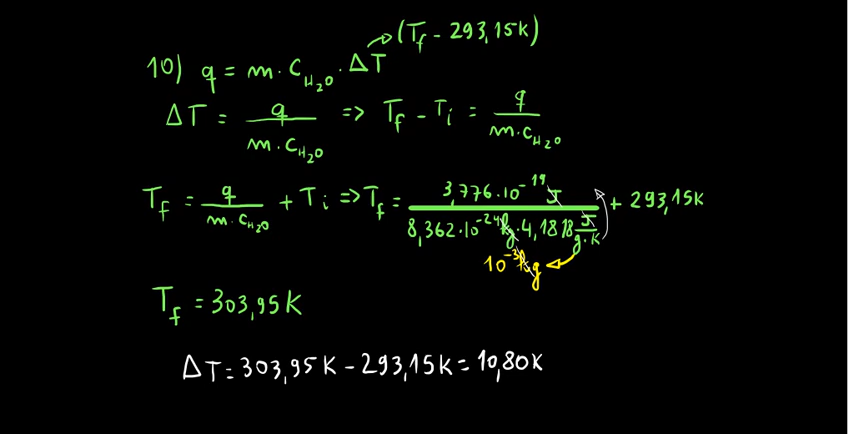 (T_f - 293,15K)
10) q = m · C_H₂O · ΔT
ΔT = q / (m · C_H₂O) => T_f - T_i = q / (m · C_H₂O)
T_f = q / (m · C_H₂O) + T_i => T_f = (3,776 · 10⁻¹⁹ J) / (8,362 · 10⁻²⁴ kg · 4,1818 J/(g · K)) + 293,15K
10⁻³ kg
T_f = 303,95K
ΔT = 303,95K - 293,15K = 10,80K